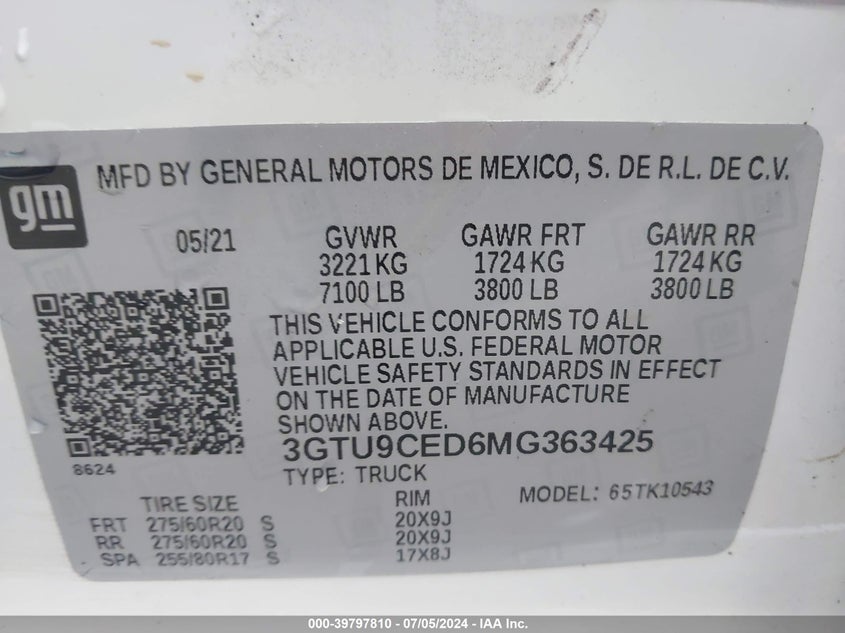 gm
MFD BY GENERAL MOTORS DE MEXICO, S. DE R.L. DE C.V.
05/21 GVWR GAWR FRT GAWR RR
3221 KG 1724 KG 1724 KG
7100 LB 3800 LB 3800 LB
THIS VEHICLE CONFORMS TO ALL
APPLICABLE U.S. FEDERAL MOTOR
VEHICLE SAFETY STANDARDS IN EFFECT
ON THE DATE OF MANUFACTURE
SHOWN ABOVE.
3GTU9CED6MG363425
8624
TYPE: TRUCK
MODEL: 65TK10543
TIRE SIZE RIM
FRT 275/60R20 S 20X9J
RR 275/60R20 S 20X9J
SPA 255/80R17 S 17X8J
000-39797810 - 07/05/2024 - IAA Inc.